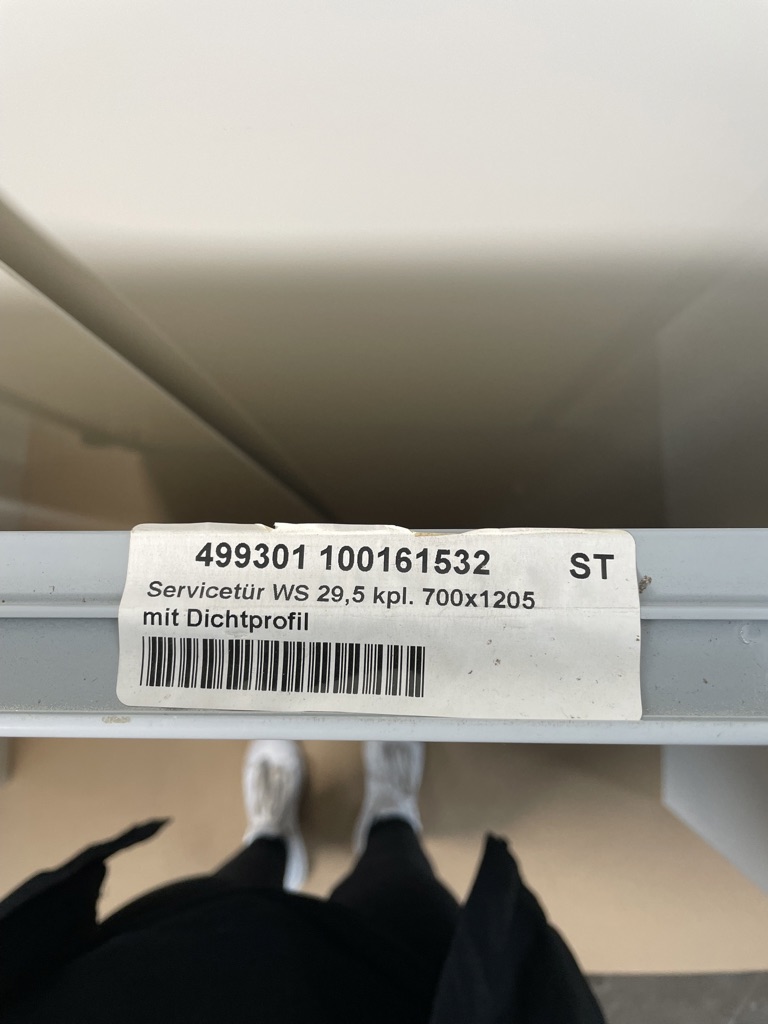 499301 100161532 ST
Servicetür WS 29,5 kpl. 700x1205
mit Dichtprofil